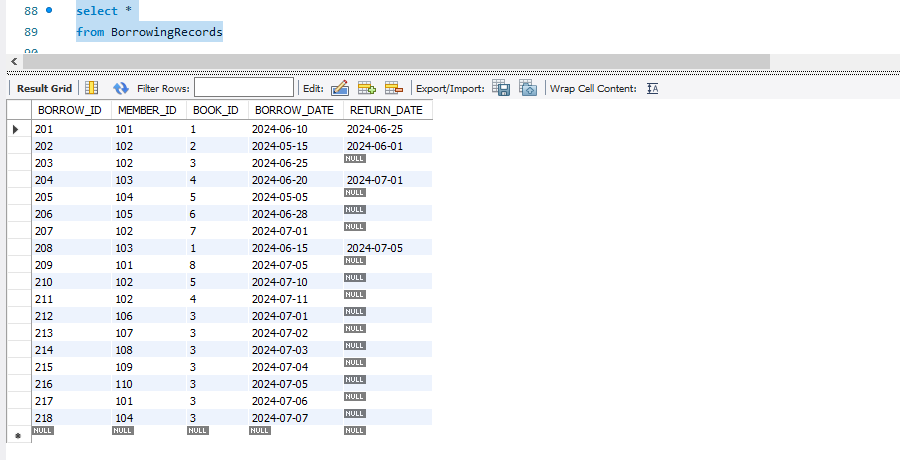 88 select *
89 from BorrowingRecords
90
Result Grid Filter Rows: Edit: Export/Import: Wrap Cell Content: IA
BORROW_ID MEMBER_ID BOOK_ID BORROW_DATE RETURN_DATE
201 101 1 2024-06-10 2024-06-25
202 102 2 2024-05-15 2024-06-01
203 102 3 2024-06-25 NULL
204 103 4 2024-06-20 2024-07-01
205 104 5 2024-05-05 NULL
206 105 6 2024-06-28 NULL
207 102 7 2024-07-01 NULL
208 103 1 2024-06-15 2024-07-05
209 101 8 2024-07-05 NULL
210 102 5 2024-07-10 NULL
211 102 4 2024-07-11 NULL
212 106 3 2024-07-01 NULL
213 107 3 2024-07-02 NULL
214 108 3 2024-07-03 NULL
215 109 3 2024-07-04 NULL
216 110 3 2024-07-05 NULL
217 101 3 2024-07-06 NULL
218 104 3 2024-07-07 NULL
NULL NULL NULL NULL NULL